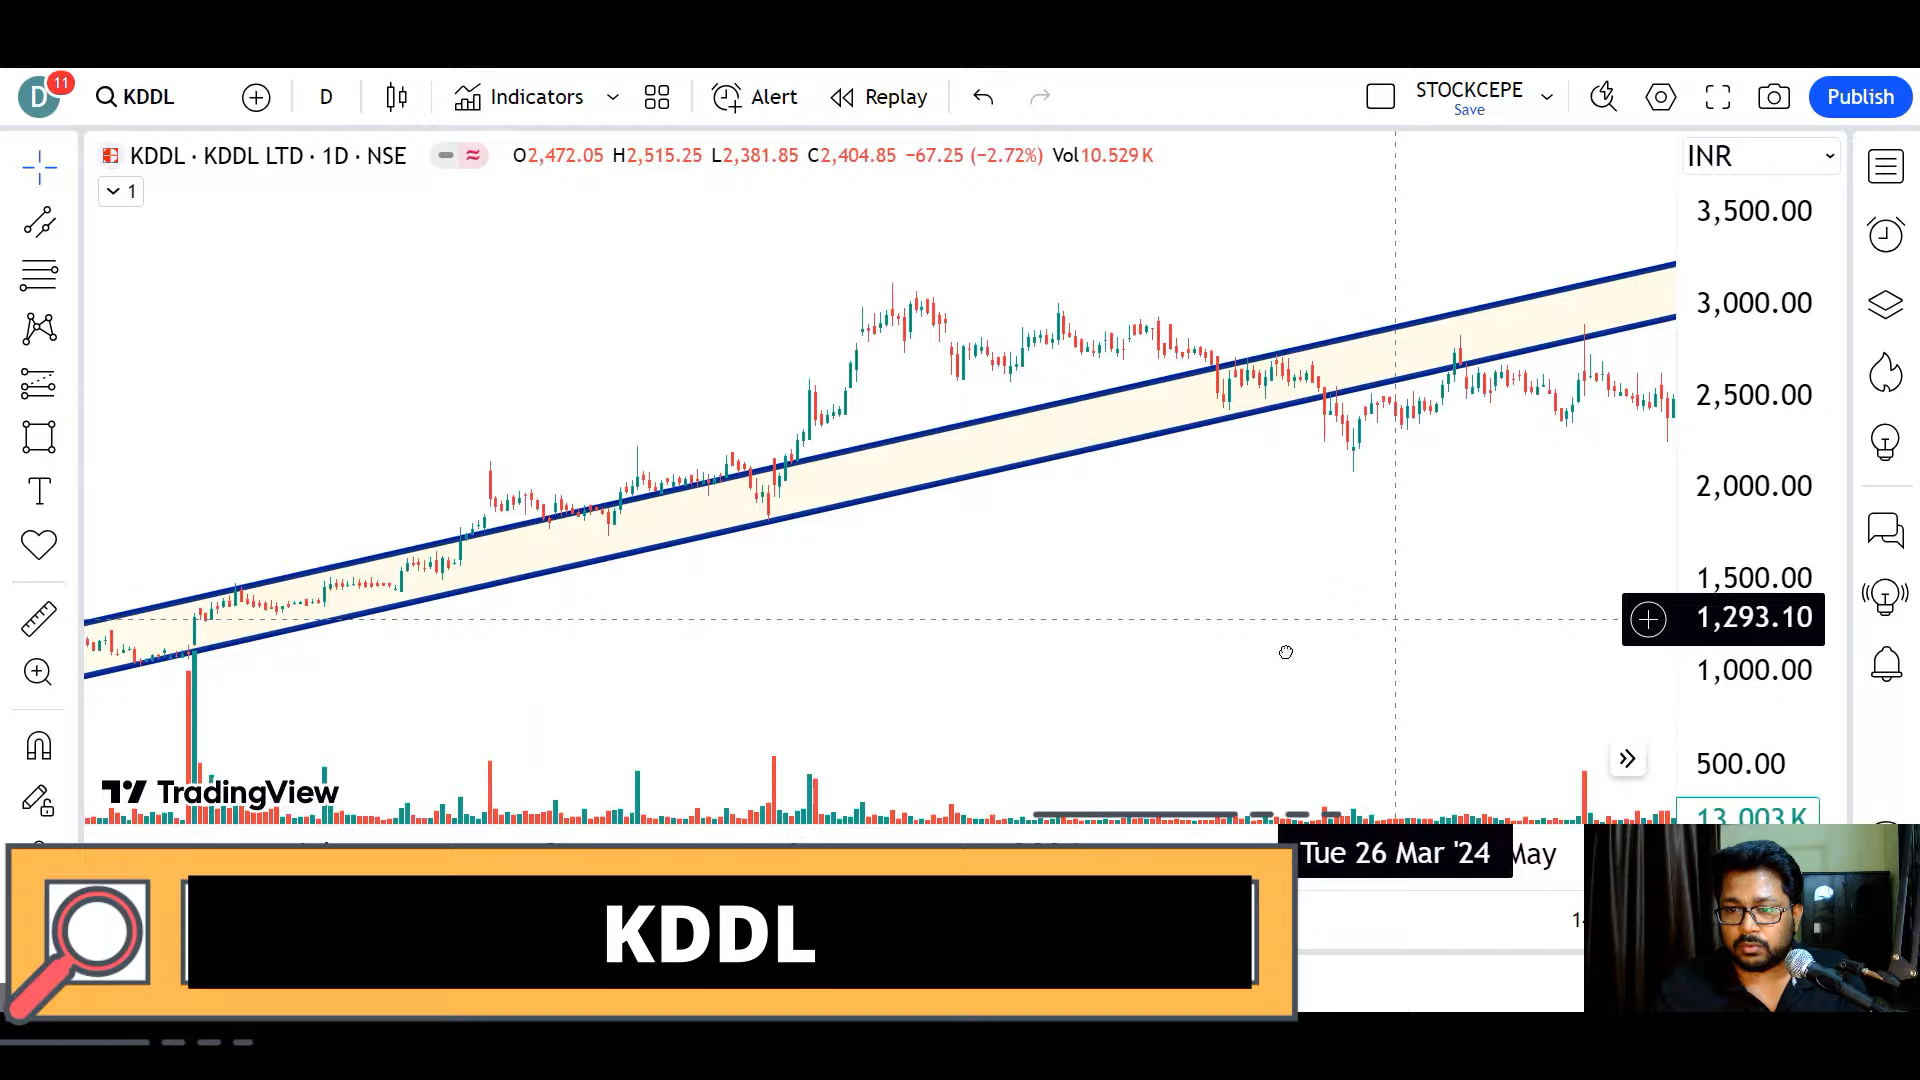 D
11
KDDL
D
Indicators
Alert
Replay
STOCKCEPE
Save
Publish
KDDL · KDDL LTD · 1D · NSE
O2,472.05 H2,515.25 L2,381.85 C2,404.85 −67.25 (−2.72%) Vol10.529 K
INR
1
3,500.00
3,000.00
2,500.00
2,000.00
1,500.00
1,293.10
1,000.00
500.00
13.003 K
TradingView
Tue 26 Mar '24
May
KDDL